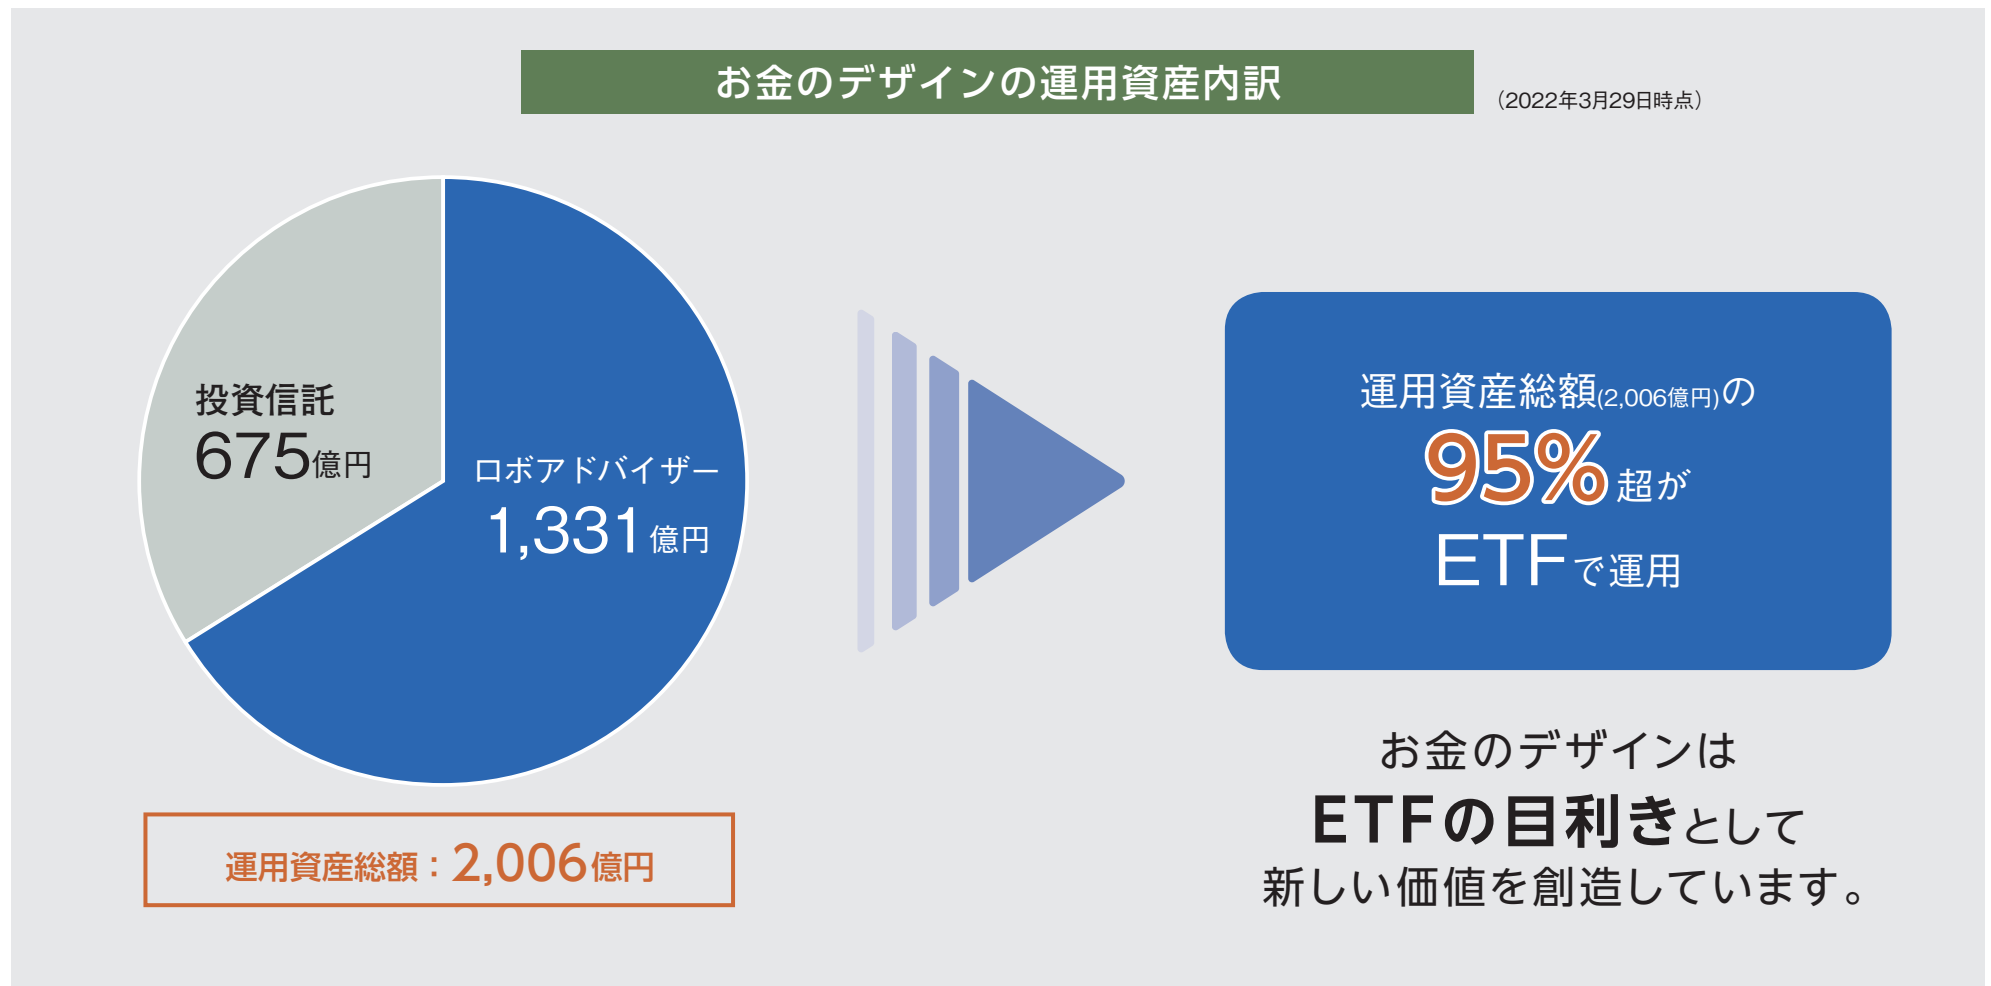 お金のデザインの運用資産内訳
（2022年3月29日時点）
投資信託
675億円
ロボアドバイザー
1,331億円
運用資産総額：2,006億円
運用資産総額(2,006億円)の
95%超が
ETFで運用
お金のデザインは
ETFの目利きとして
新しい価値を創造しています。